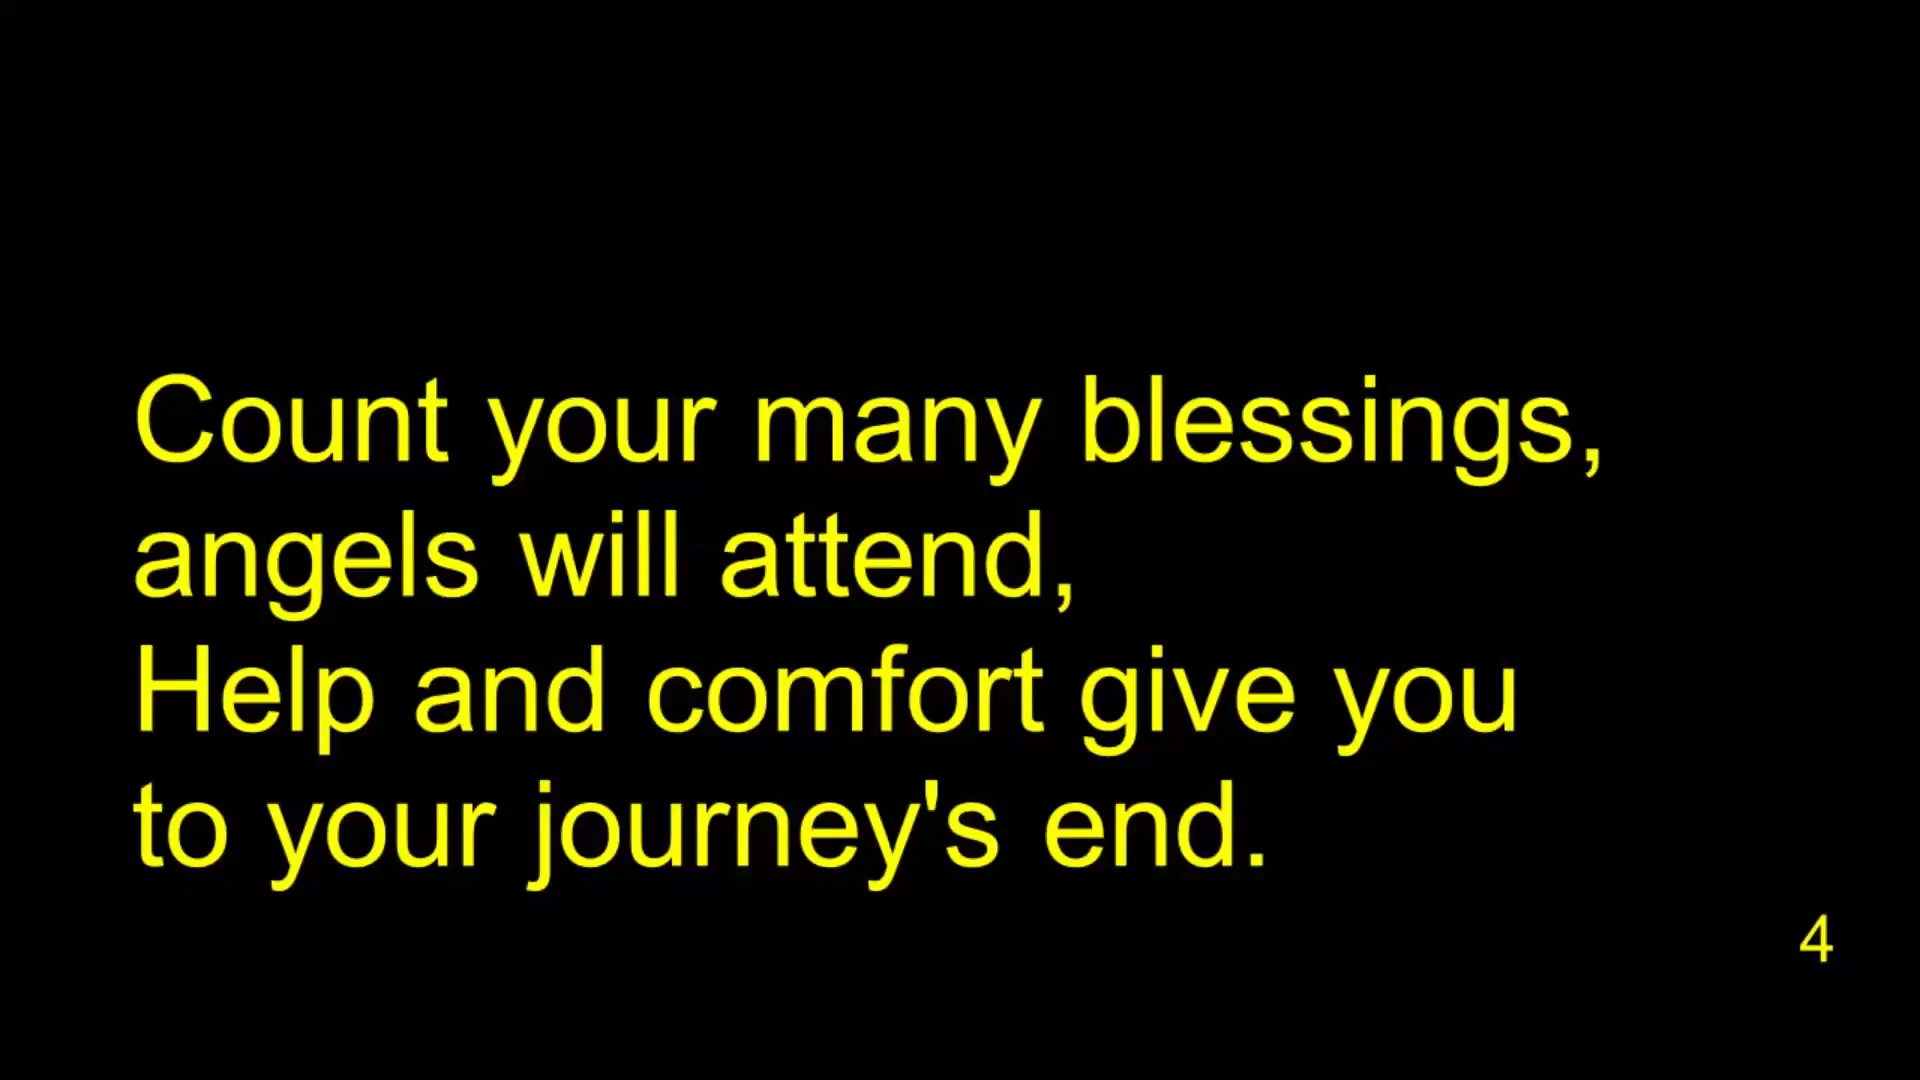 Count your many blessings,
angels will attend,
Help and comfort give you
to your journey's end.
4